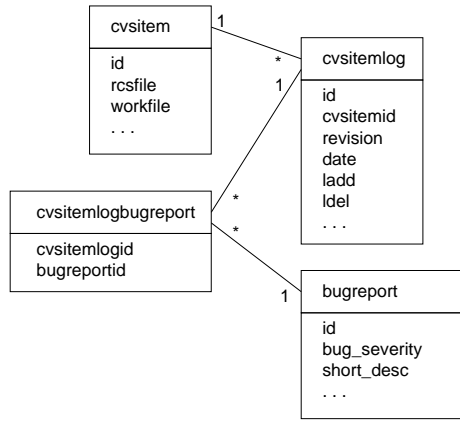 cvsitem
id
rcsfile
workfile
. . .
1
*
cvsitemlog
id
cvsitemid
revision
date
ladd
ldel
. . .
1
*
cvsitemlogbugreport
cvsitemlogid
bugreportid
*
1
bugreport
id
bug_severity
short_desc
. . .